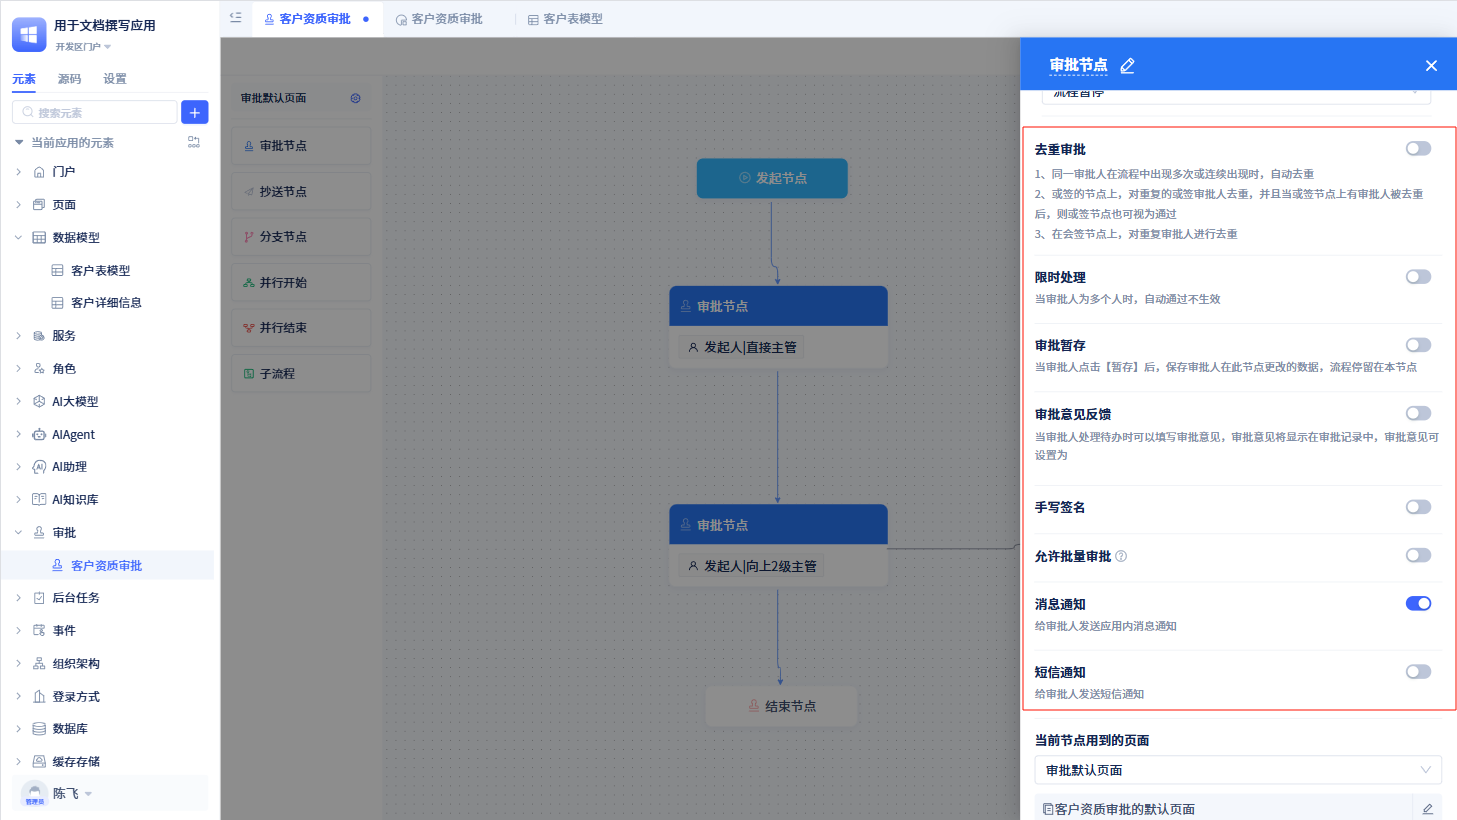 用于文档撰写应用
开发区门户
元素
源码
设置
搜索元素
当前应用的元素
门户
页面
数据模型
客户表模型
客户详细信息
服务
角色
AI大模型
AIAgent
AI助理
AI知识库
审批
客户资质审批
后台任务
事件
组织架构
登录方式
数据库
缓存存储
管理员
陈飞
客户资质审批
客户资质审批
客户表模型
审批默认页面
审批节点
抄送节点
分支节点
并行开始
并行结束
子流程
发起节点
审批节点
发起人|直接主管
审批节点
发起人|向上2级主管
结束节点
审批节点
流程暂停
去重审批
1、同一审批人在流程中出现多次或连续出现时，自动去重
2、或签的节点上，对重复的或签审批人去重，并且当或签节点上有审批人被去重
后，则或签节点也可视为通过
3、在会签节点上，对重复审批人进行去重
限时处理
当审批人为多个人时，自动通过不生效
审批暂存
当审批人点击【暂存】后，保存审批人在此节点更改的数据，流程停留在本节点
审批意见反馈
当审批人处理待办时可以填写审批意见，审批意见将显示在审批记录中，审批意见可
设置为
手写签名
允许批量审批
消息通知
给审批人发送应用内消息通知
短信通知
给审批人发送短信通知
当前节点用到的页面
审批默认页面
客户资质审批的默认页面